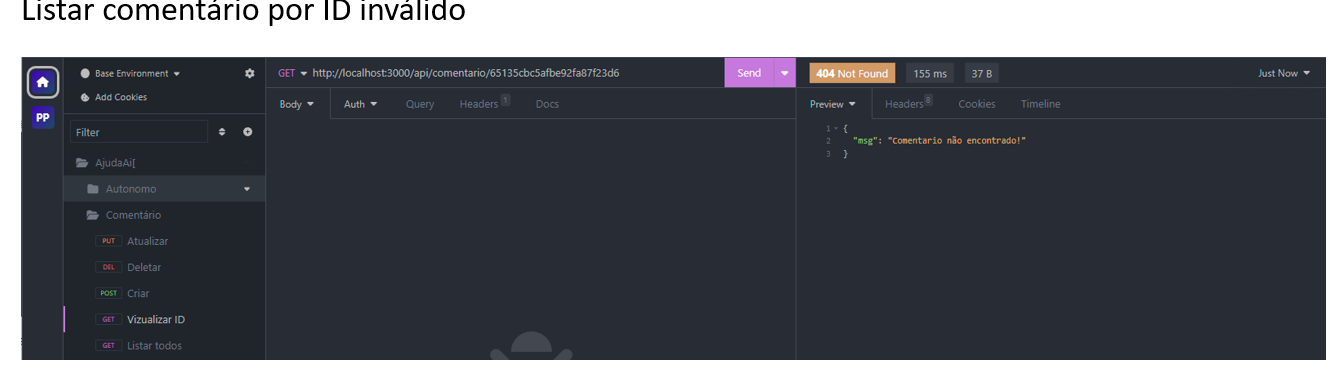 Listar comentário por ID inválido
Base Environment
Add Cookies
PP
Filter
AjudaAi[
Autonomo
Comentário
PUT Atualizar
DEL Deletar
POST Criar
GET Vizualizar ID
GET Listar todos
GET http://localhost:3000/api/comentario/65135cbc5afbe92fa87f23d6 Send
Body Auth Query Headers 1 Docs
404 Not Found 155 ms 37 B Just Now
Preview Headers 8 Cookies Timeline
1 {
2 "msg": "Comentario não encontrado!"
3 }